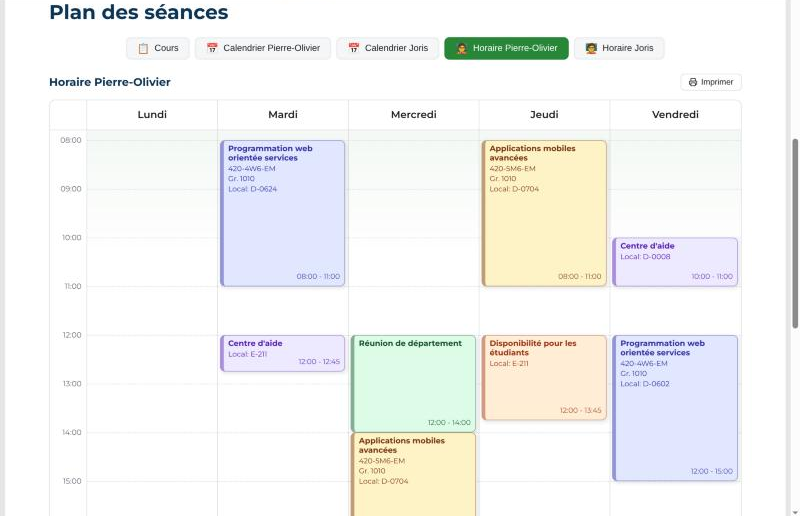 Plan des séances
Cours
Calendrier Pierre-Olivier
Calendrier Joris
Horaire Pierre-Olivier
Horaire Joris
Horaire Pierre-Olivier
Imprimer
Lundi
Mardi
Mercredi
Jeudi
Vendredi
08:00
09:00
10:00
11:00
12:00
13:00
14:00
15:00
Programmation web
orientée services
420-4W6-EM
Gr. 1010
Local: D-0624
08:00 - 11:00
Centre d'aide
Local: E-211
12:00 - 12:45
Réunion de département
12:00 - 14:00
Applications mobiles
avancées
420-5M6-EM
Gr. 1010
Local: D-0704
Applications mobiles
avancées
420-5M6-EM
Gr. 1010
Local: D-0704
08:00 - 11:00
Disponibilité pour les
étudiants
Local: E-211
12:00 - 13:45
Centre d'aide
Local: D-0008
10:00 - 11:00
Programmation web
orientée services
420-4W6-EM
Gr. 1010
Local: D-0602
12:00 - 15:00